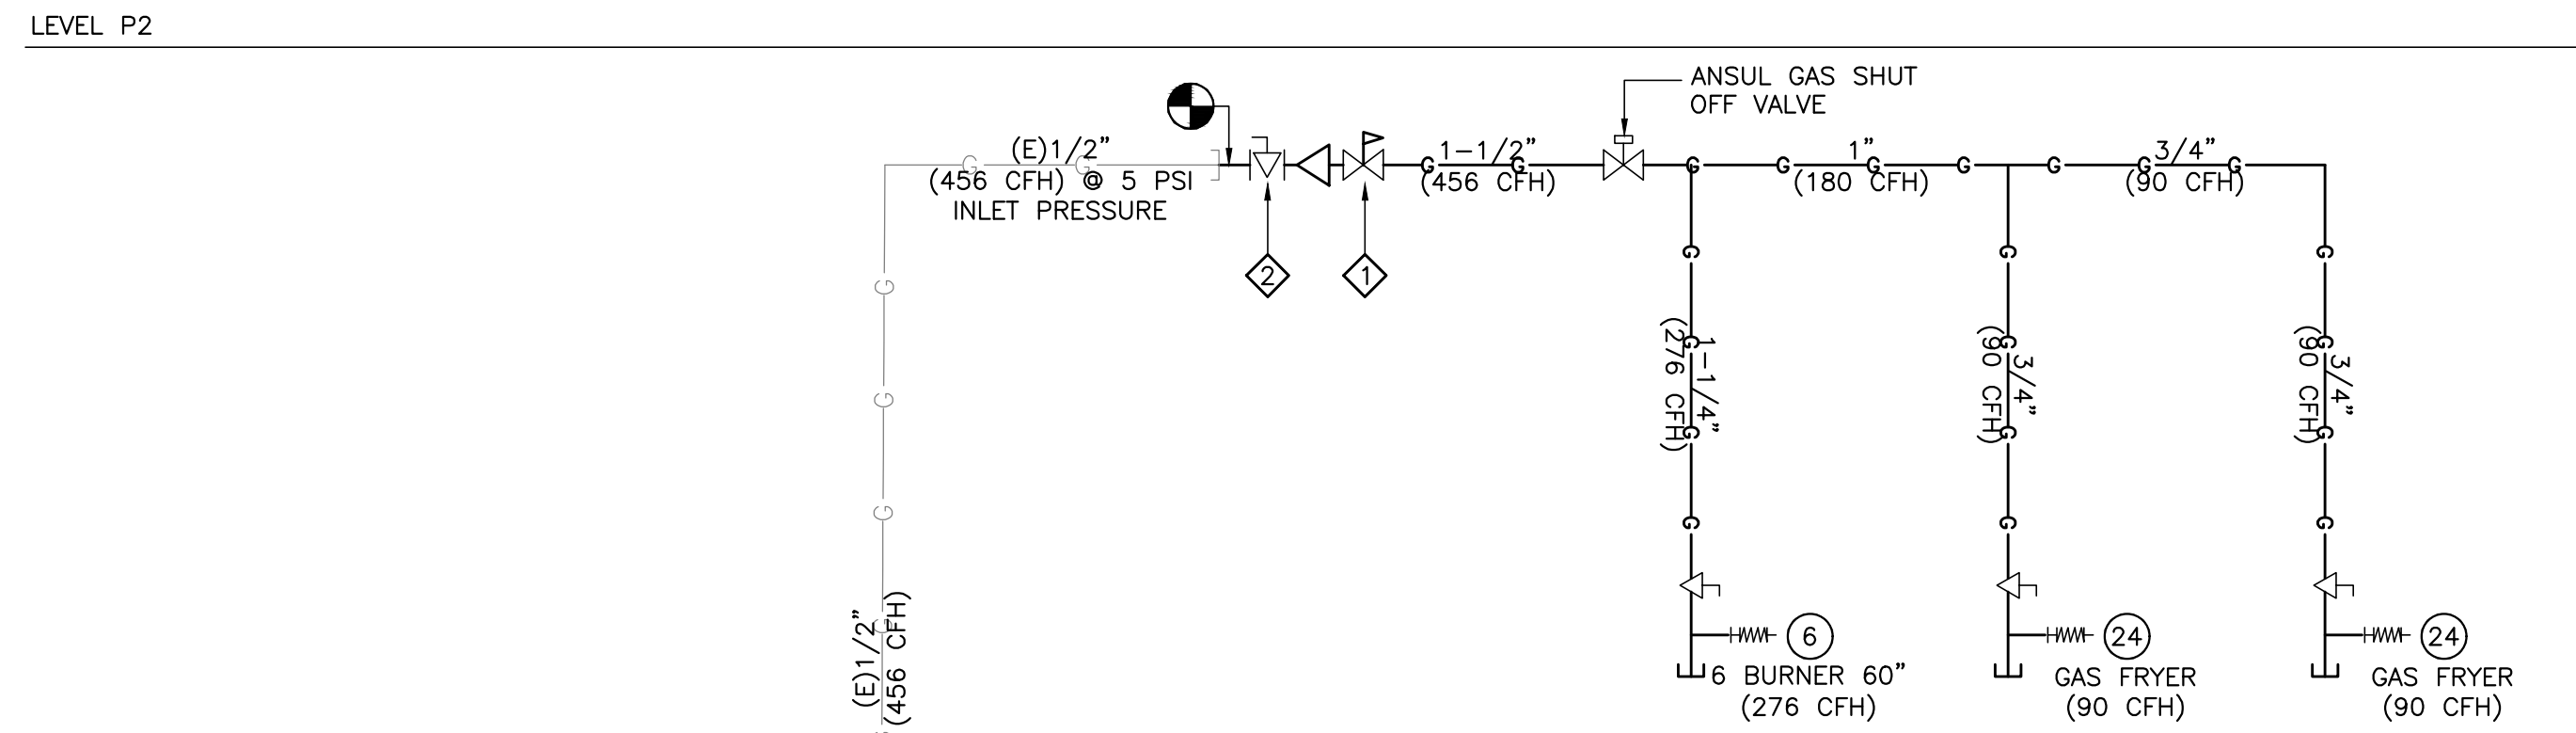 LEVEL P2
ANSUL GAS SHUT
OFF VALVE
(E)1/2"
G
G
(456 CFH) @ 5 PSI
INLET PRESSURE
1-1/2"
G
G
(456 CFH)
G
G
1"
G
G
(180 CFH)
G
3/4"
G
G
(90 CFH)
2
1
G
G
G
G
(E)1/2"
(456 CFH)
G
G
1-1/4"
(276 CFH)
G
G
G
G
3/4"
(90 CFH)
G
G
G
G
3/4"
(90 CFH)
G
G
6
6 BURNER 60"
(276 CFH)
24
GAS FRYER
(90 CFH)
24
GAS FRYER
(90 CFH)